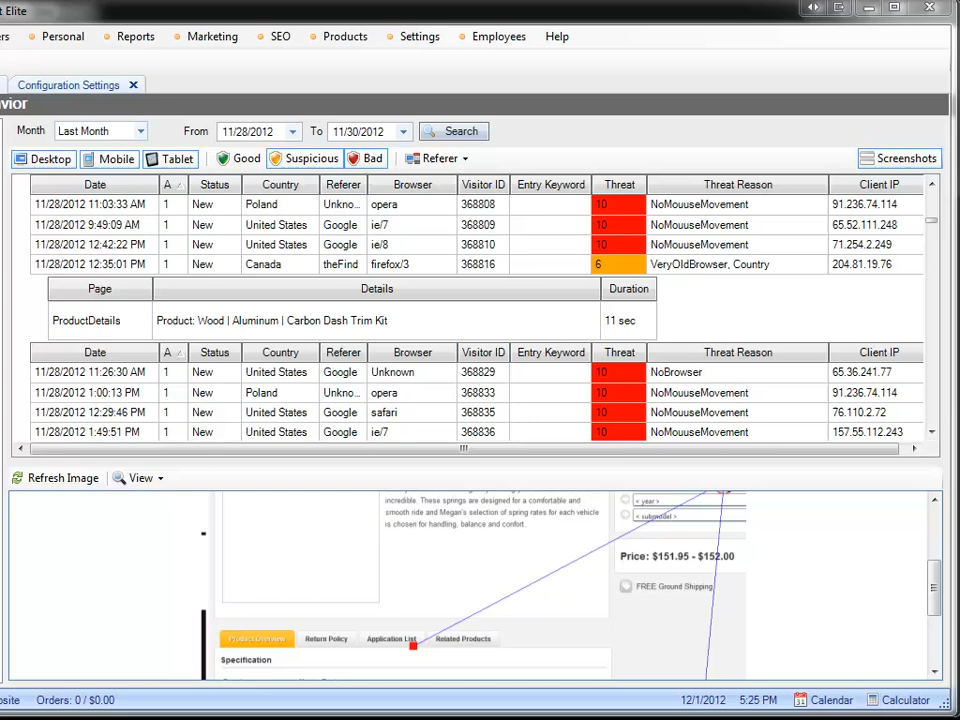 t Elite
rs Personal Reports Marketing SEO Products Settings Employees Help
Configuration Settings
vior
Month Last Month From 11/28/2012 To 11/30/2012 Search
Desktop Mobile Tablet Good Suspicious Bad Referer Screenshots
Date A Status Country Referer Browser Visitor ID Entry Keyword Threat Threat Reason Client IP
11/28/2012 11:03:33 AM 1 New Poland Unkno... opera 368808 10 NoMouuseMovement 91.236.74.114
11/28/2012 9:49:09 AM 1 New United States Google ie/7 368809 10 NoMouuseMovement 65.52.111.248
11/28/2012 12:42:22 PM 1 New United States Google ie/8 368810 10 NoMouuseMovement 71.254.2.249
11/28/2012 12:35:01 PM 1 New Canada theFind firefox/3 368816 6 VeryOldBrowser, Country 204.81.19.76
Page Details Duration
ProductDetails Product: Wood | Aluminum | Carbon Dash Trim Kit 11 sec
Date A Status Country Referer Browser Visitor ID Entry Keyword Threat Threat Reason Client IP
11/28/2012 11:26:30 AM 1 New United States Google Unknown 368829 10 NoBrowser 65.36.241.77
11/28/2012 1:00:13 PM 1 New Poland Unkno... opera 368833 10 NoMouuseMovement 91.236.74.114
11/28/2012 12:29:46 PM 1 New United States Google safari 368835 10 NoMouuseMovement 76.110.2.72
11/28/2012 1:49:51 PM 1 New United States Google ie/7 368836 10 NoMouuseMovement 157.55.112.243
Refresh Image View
incredible. These springs are designed for a comfortable and
smooth ride and Megan's selection of spring rates for each vehicle
is chosen for handling, balance and comfort.
< year >
< submodel >
Price: $151.95 - $152.00
FREE Ground Shipping
Product Overview Return Policy Application List Related Products
Specification
osite Orders: 0 / $0.00 12/1/2012 5:25 PM 31 Calendar Calculator